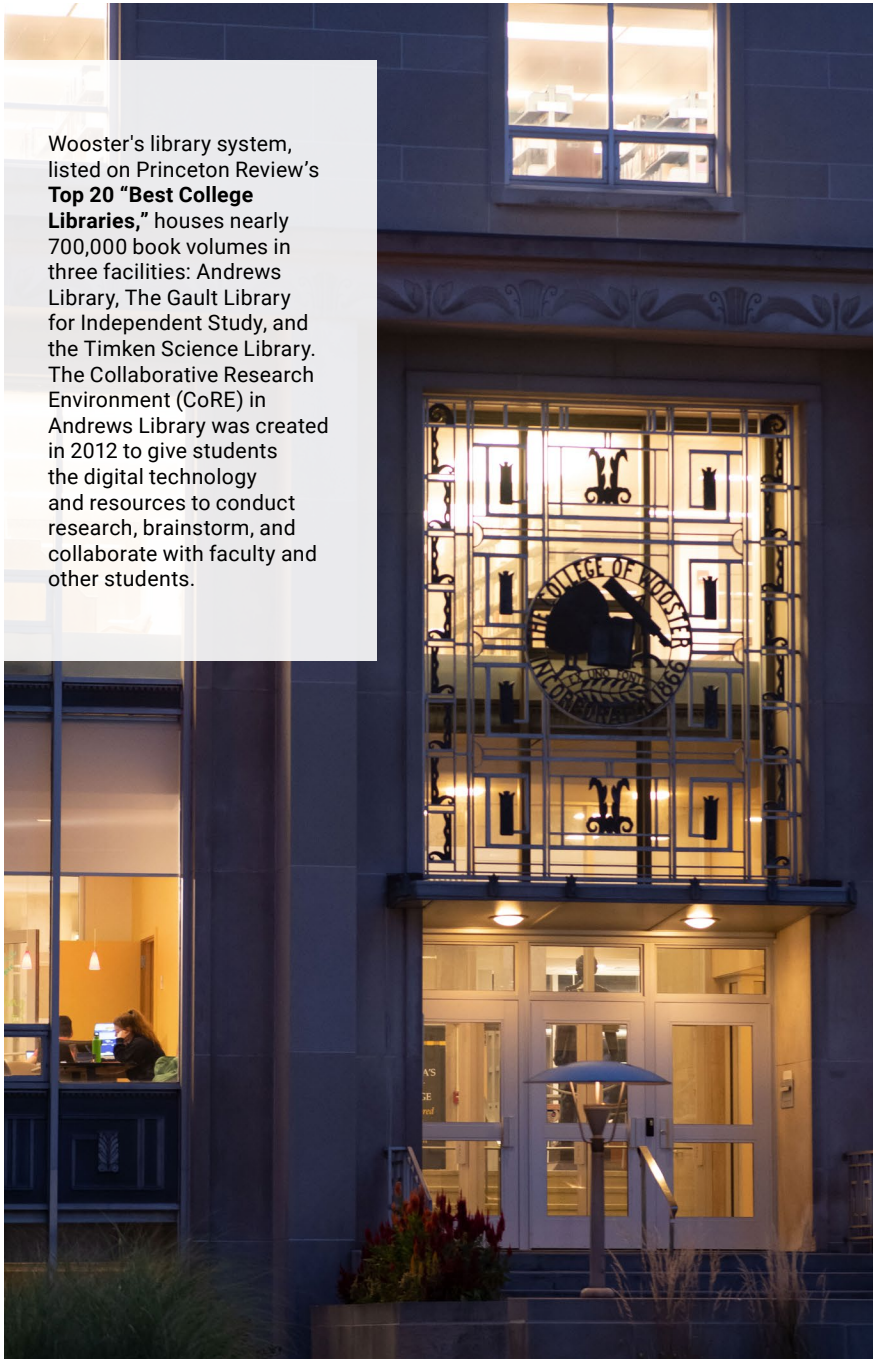 Wooster's library system,
listed on Princeton Review’s
Top 20 “Best College
Libraries,” houses nearly
700,000 book volumes in
three facilities: Andrews
Library, The Gault Library
for Independent Study, and
the Timken Science Library.
The Collaborative Research
Environment (CoRE) in
Andrews Library was created
in 2012 to give students
the digital technology
and resources to conduct
research, brainstorm, and
collaborate with faculty and
other students.
THE COLLEGE OF WOOSTER
EX UNO FONTE
INCORPORATED 1866